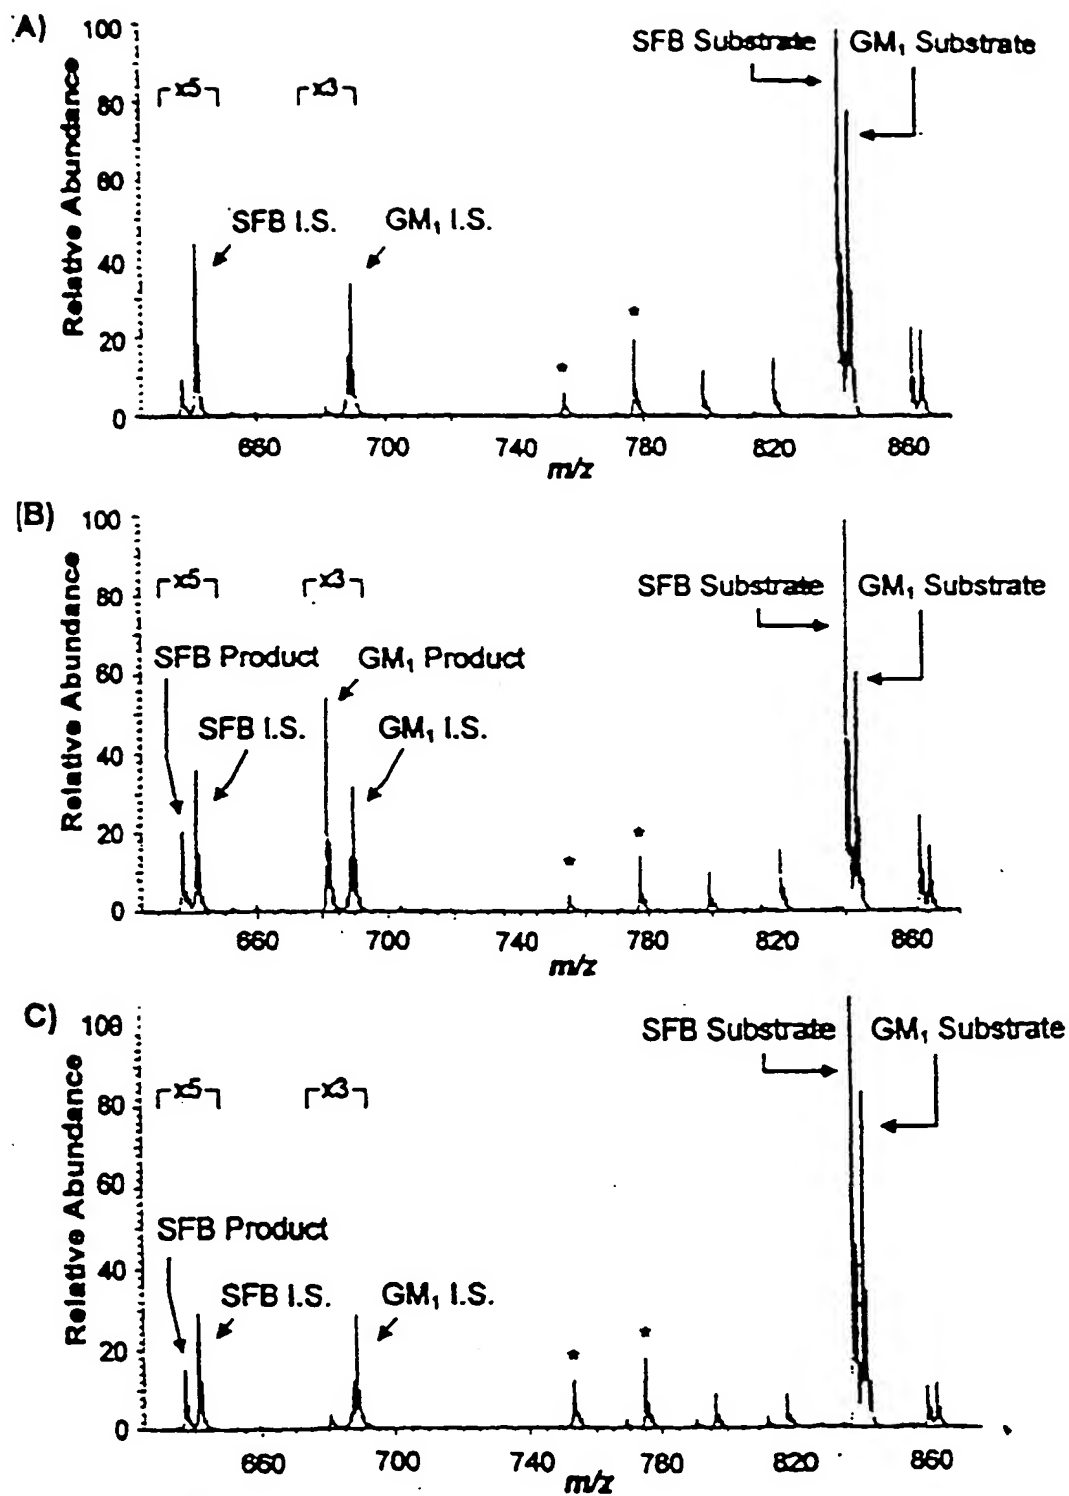 A)
SFB Substrate
GM₁ Substrate
x5
x3
SFB I.S.
GM₁ I.S.
*
*
Relative Abundance
100
80
60
40
20
0
660
700
740
780
820
860
m/z
(B)
SFB Substrate
GM₁ Substrate
x5
x3
SFB Product
GM₁ Product
SFB I.S.
GM₁ I.S.
*
*
Relative Abundance
100
80
60
40
20
0
660
700
740
780
820
860
m/z
C)
SFB Substrate
GM₁ Substrate
x5
x3
SFB Product
SFB I.S.
GM₁ I.S.
*
*
Relative Abundance
100
80
60
40
20
0
660
700
740
780
820
860
m/z